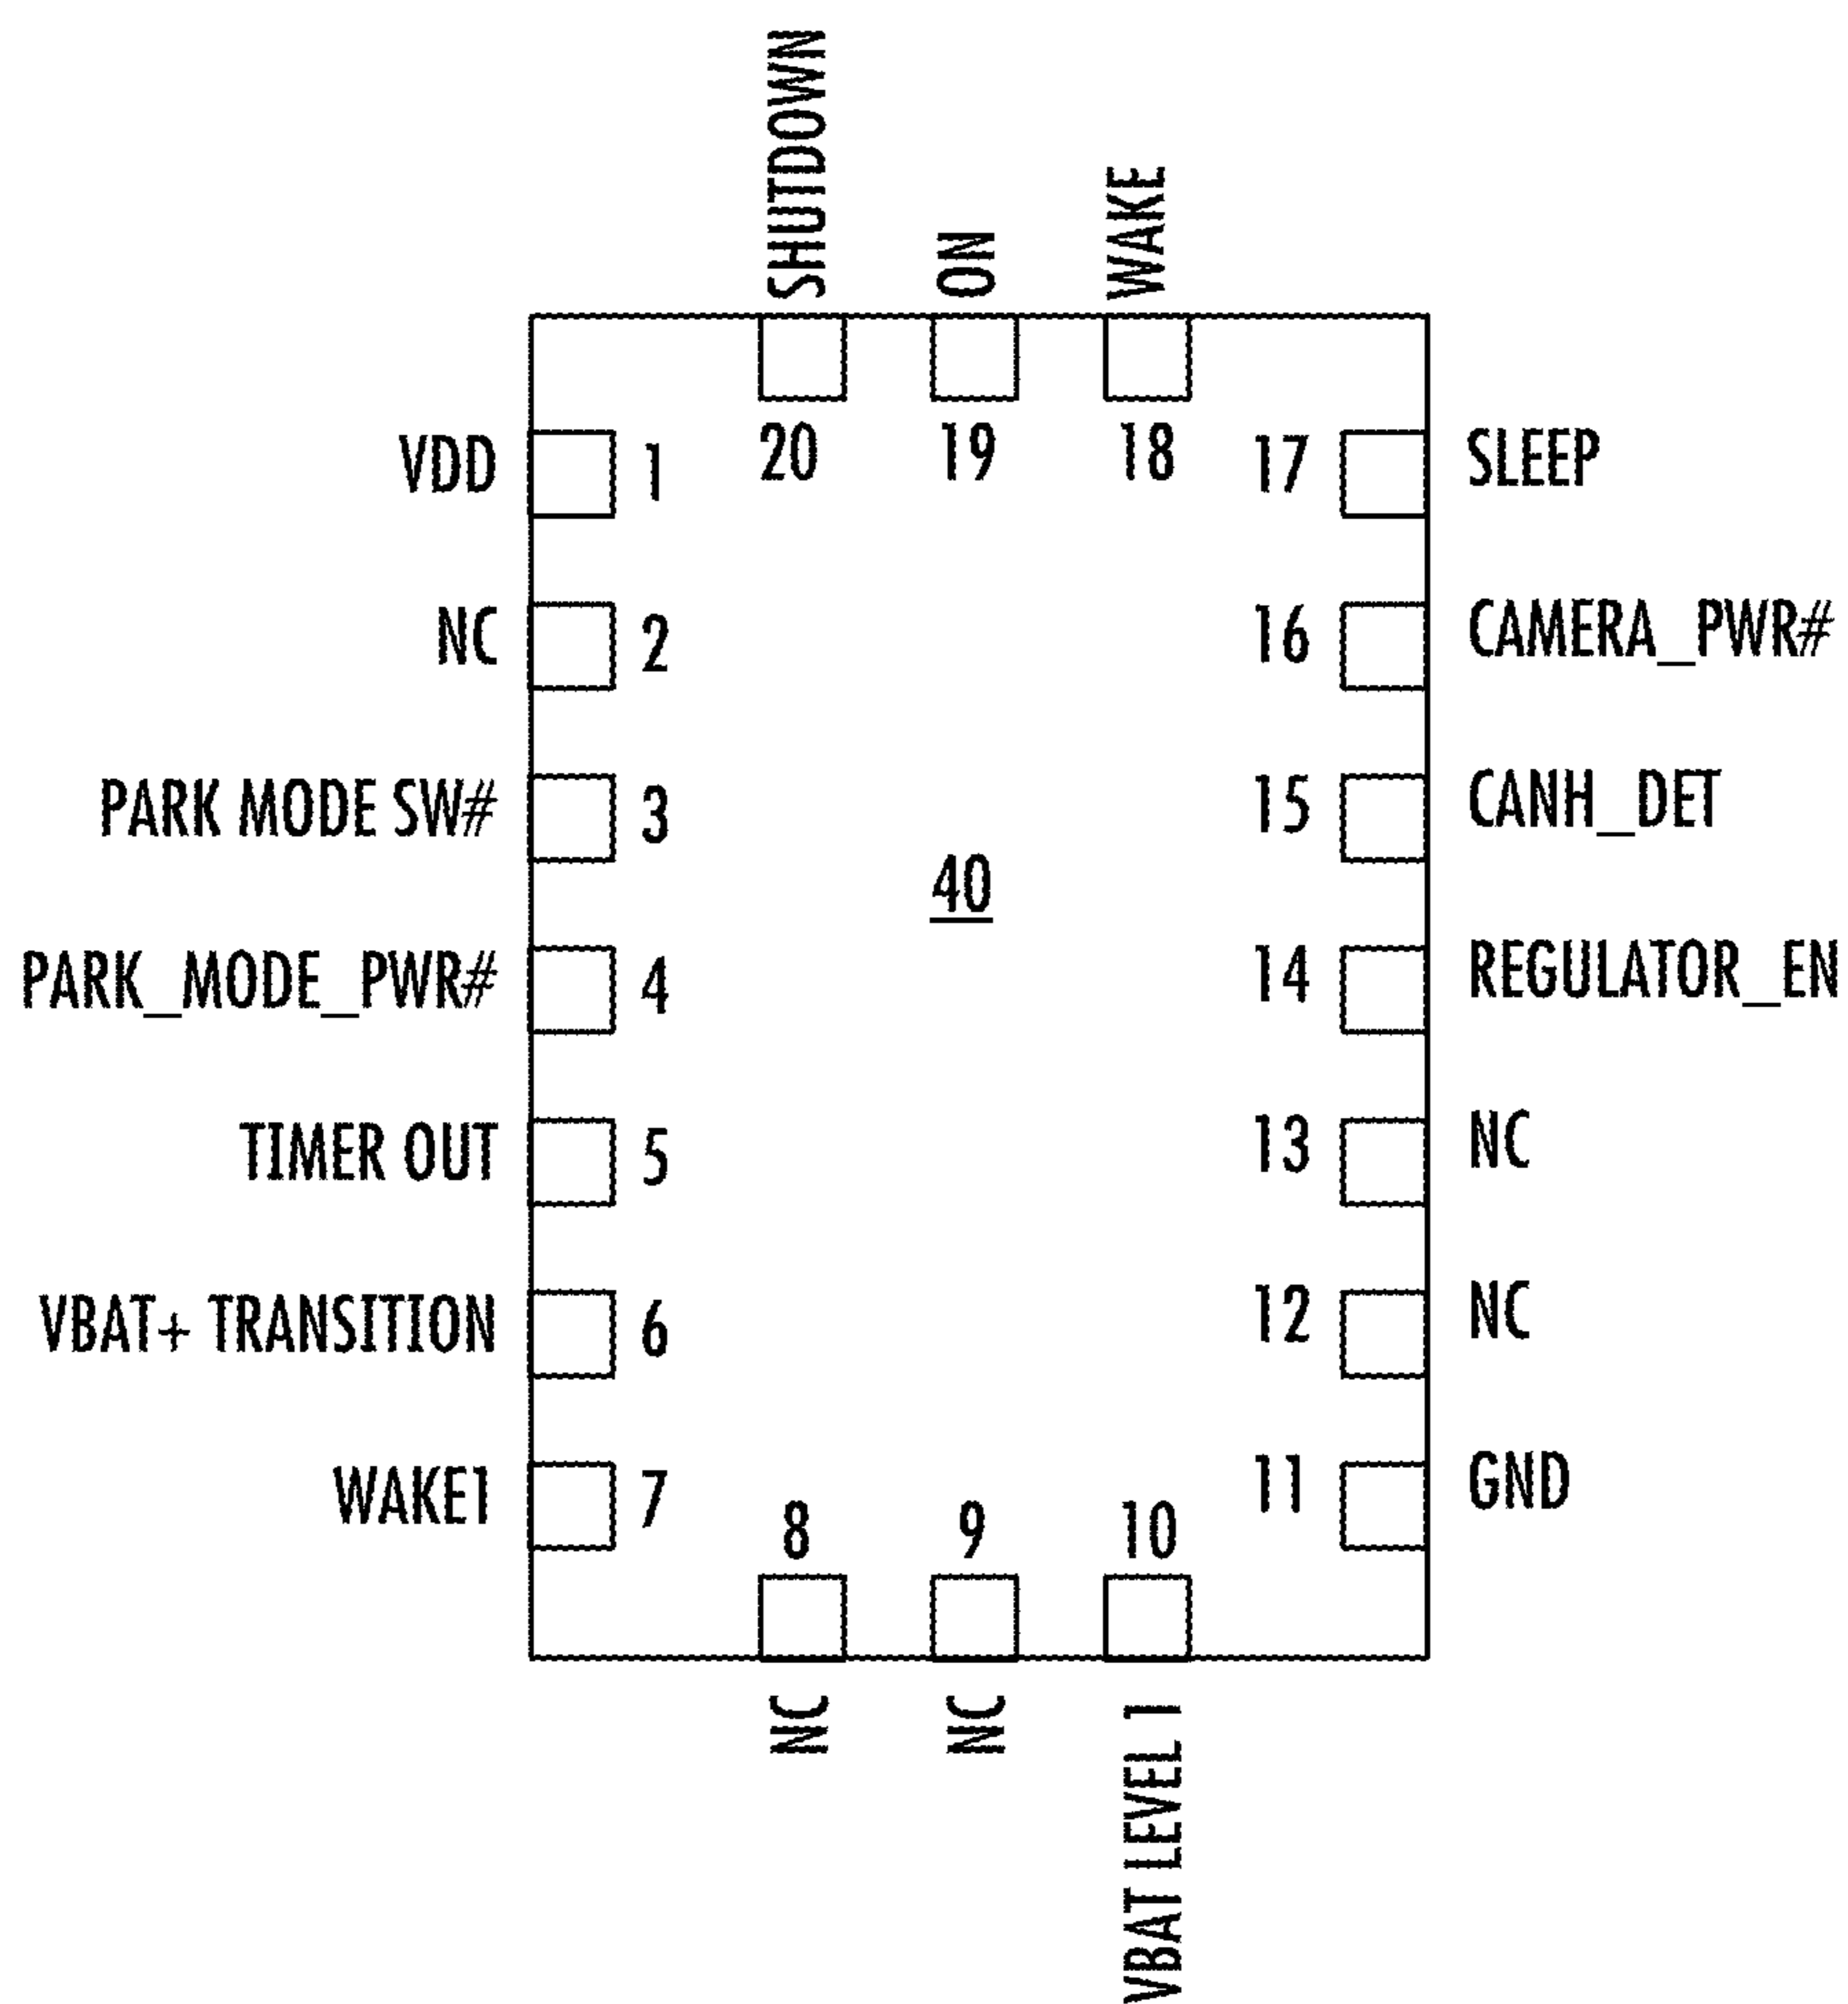 SHUTDOWN
ON
WAKE
20
19
18
VDD
1
17
SLEEP
NC
2
16
CAMERA_PWR#
PARK MODE SW#
3
15
CANH_DET
40
PARK_MODE_PWR#
4
14
REGULATOR_EN
TIMER OUT
5
13
NC
VBAT+ TRANSITION
6
12
NC
WAKE1
7
11
GND
8
9
10
NC
NC
VBAT LEVEL 1